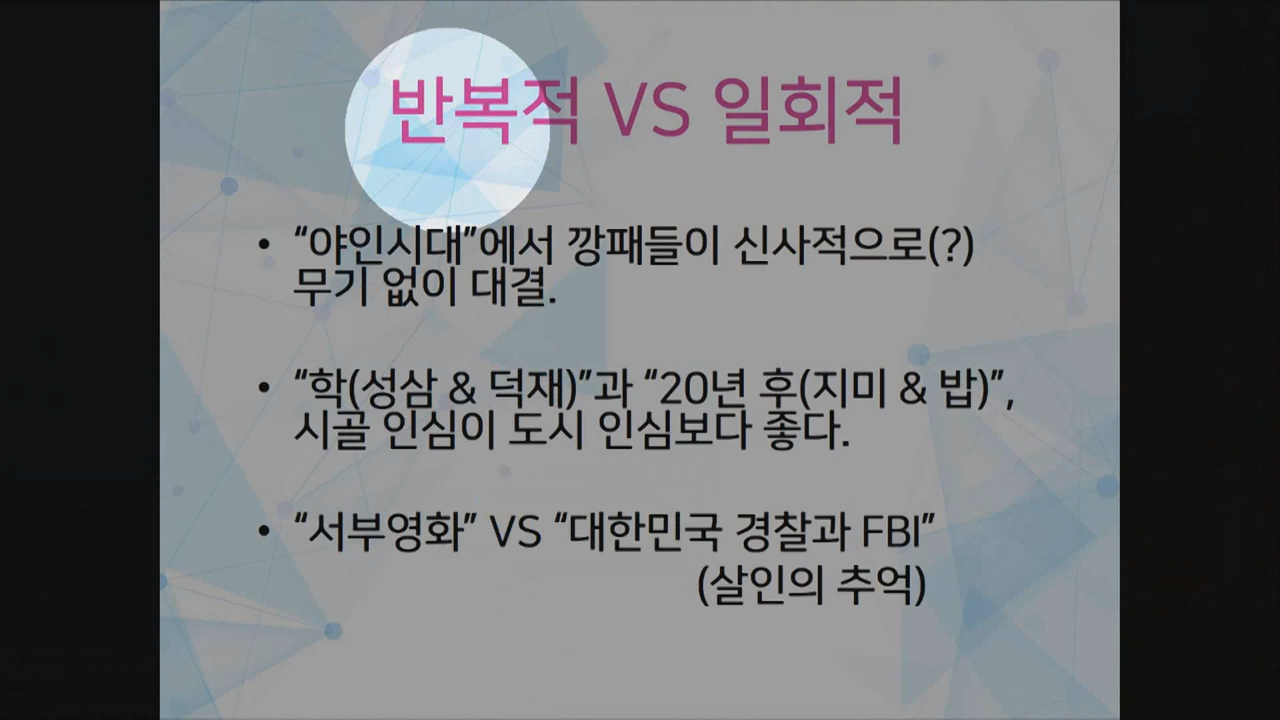 반복적 VS 일회적
• “야인시대”에서 깡패들이 신사적으로(?)
무기 없이 대결.
• “학(성삼 & 덕재)”과 “20년 후(지미 & 밥)”,
시골 인심이 도시 인심보다 좋다.
• “서부영화” VS “대한민국 경찰과 FBI”
(살인의 추억)